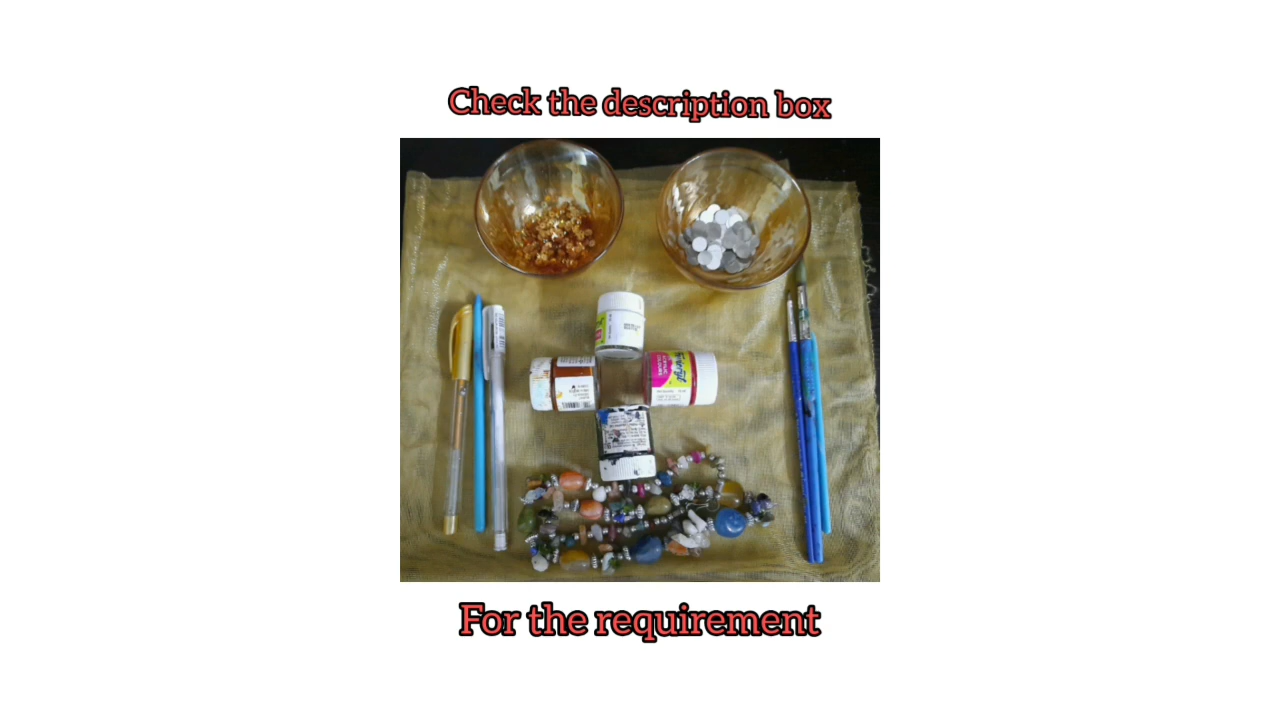 Check the description box
For the requirement